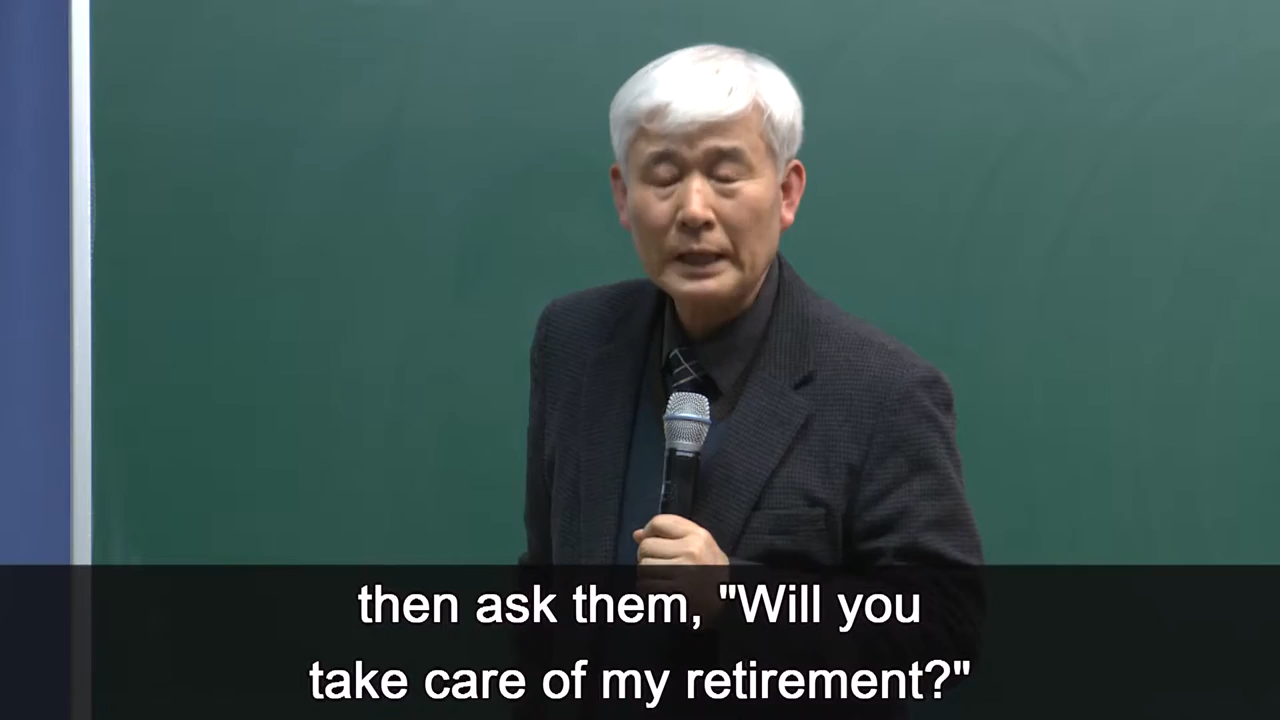 then ask them, "Will you
take care of my retirement?"